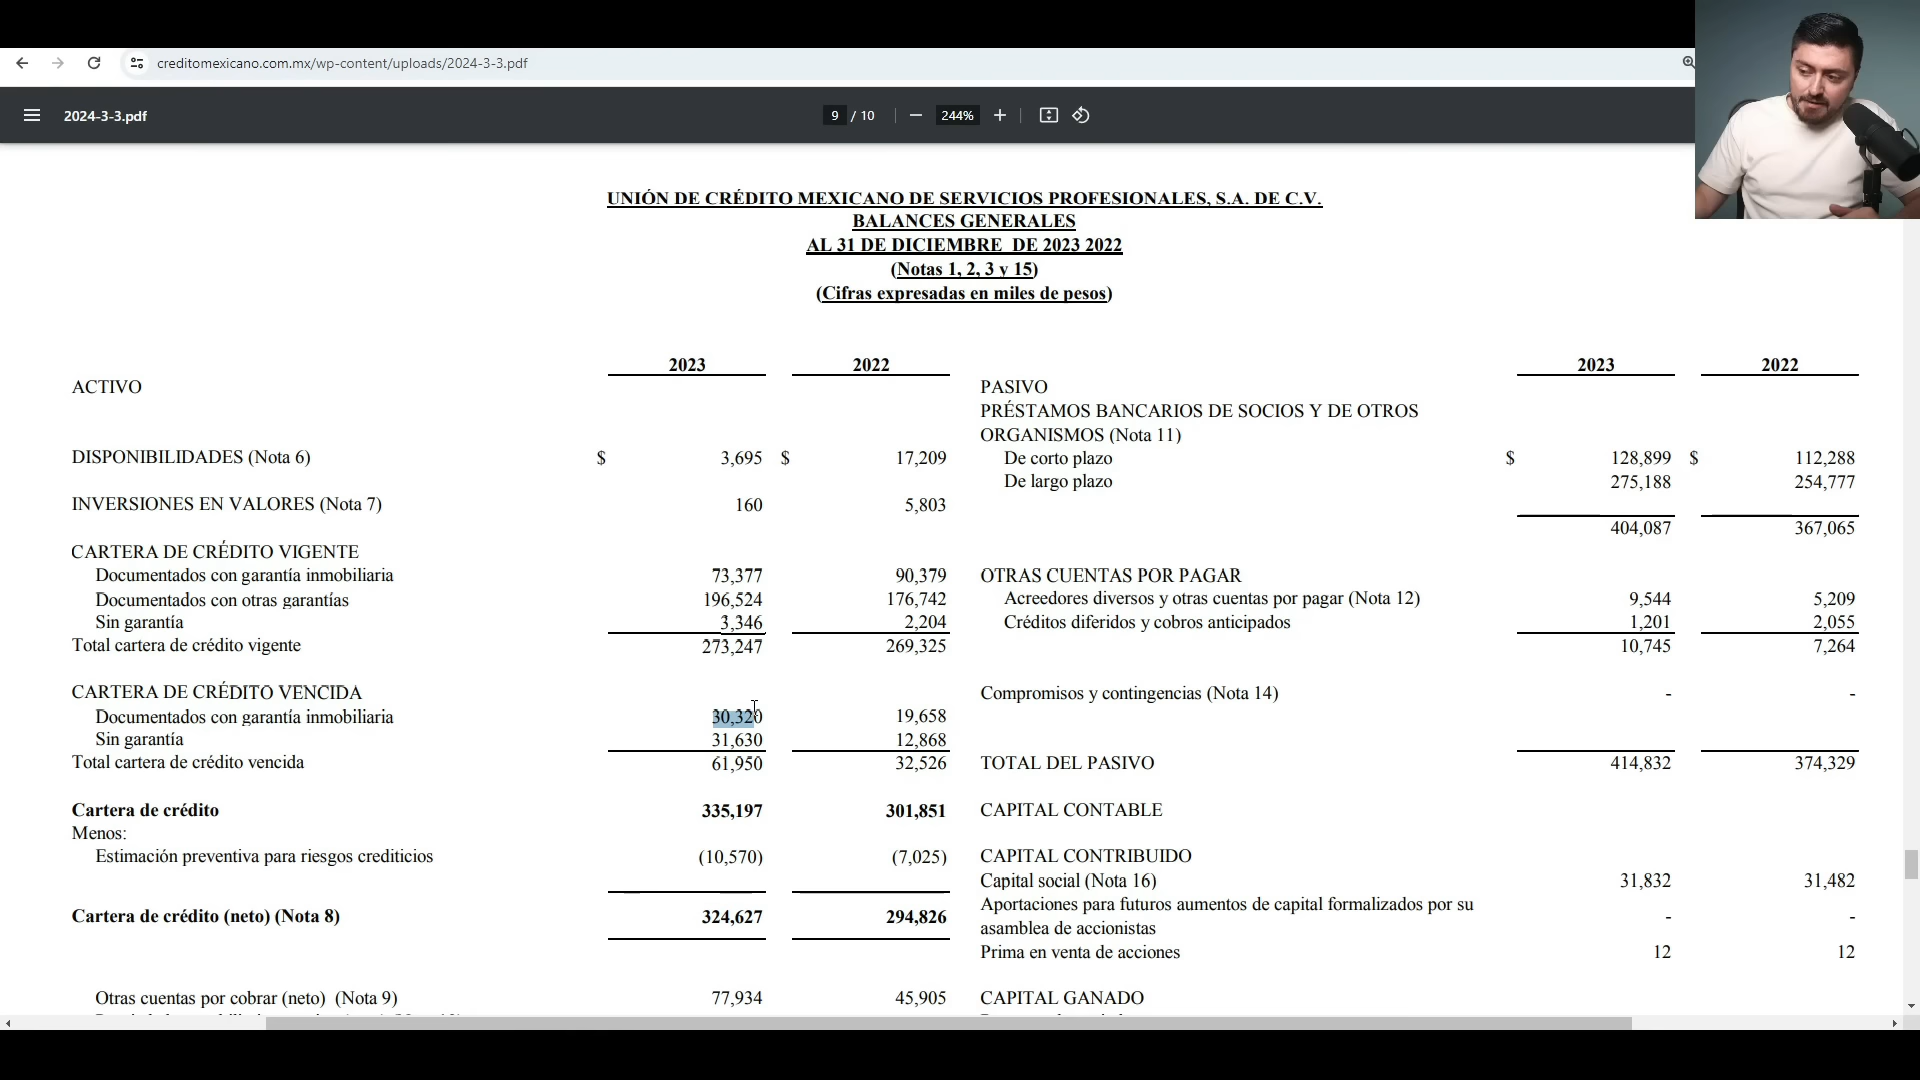 creditomexicano.com.mx/wp-content/uploads/2024-3-3.pdf
2024-3-3.pdf
9 / 10
244%
UNIÓN DE CRÉDITO MEXICANO DE SERVICIOS PROFESIONALES, S.A. DE C.V.
BALANCES GENERALES
AL 31 DE DICIEMBRE DE 2023 2022
(Notas 1, 2, 3 y 15)
(Cifras expresadas en miles de pesos)
2023 2022
ACTIVO
DISPONIBILIDADES (Nota 6) $ 3,695 $ 17,209
INVERSIONES EN VALORES (Nota 7) 160 5,803
CARTERA DE CRÉDITO VIGENTE
Documentados con garantía inmobiliaria 73,377 90,379
Documentados con otras garantías 196,524 176,742
Sin garantía 3,346 2,204
Total cartera de crédito vigente 273,247 269,325
CARTERA DE CRÉDITO VENCIDA
Documentados con garantía inmobiliaria 30,320 19,658
Sin garantía 31,630 12,868
Total cartera de crédito vencida 61,950 32,526
Cartera de crédito 335,197 301,851
Menos:
Estimación preventiva para riesgos crediticios (10,570) (7,025)
Cartera de crédito (neto) (Nota 8) 324,627 294,826
Otras cuentas por cobrar (neto) (Nota 9) 77,934 45,905
2023 2022
PASIVO
PRÉSTAMOS BANCARIOS DE SOCIOS Y DE OTROS
ORGANISMOS (Nota 11)
De corto plazo $ 128,899 $ 112,288
De largo plazo 275,188 254,777
404,087 367,065
OTRAS CUENTAS POR PAGAR
Acreedores diversos y otras cuentas por pagar (Nota 12) 9,544 5,209
Créditos diferidos y cobros anticipados 1,201 2,055
10,745 7,264
Compromisos y contingencias (Nota 14) - -
TOTAL DEL PASIVO 414,832 374,329
CAPITAL CONTABLE
CAPITAL CONTRIBUIDO
Capital social (Nota 16) 31,832 31,482
Aportaciones para futuros aumentos de capital formalizados por su
asamblea de accionistas - -
Prima en venta de acciones 12 12
CAPITAL GANADO